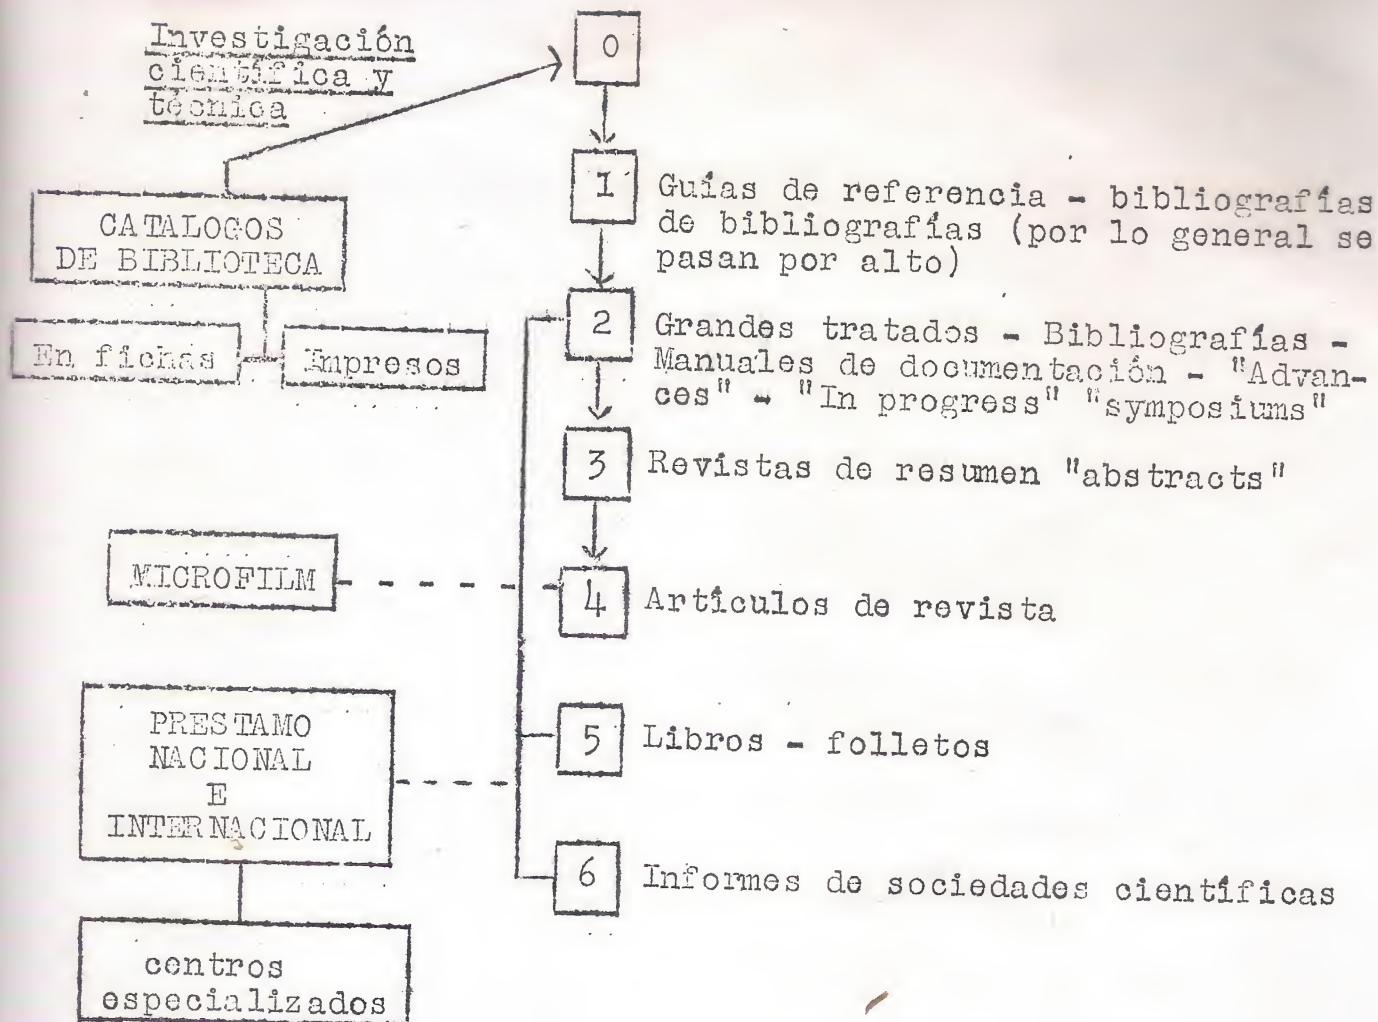 Investigación
científica y
técnica
0
1
Guías de referencia - bibliografías
de bibliografías (por lo general se
pasan por alto)
CATALOGOS
DE BIBLIOTECA
En fichas
Impresos
2
Grandes tratados - Bibliografías -
Manuales de documentación - "Advan-
ces" - "In progress" "symposiums"
3
Revistas de resumen "abstracts"
MICROFILM
4
Artículos de revista
PRESTAMO
NACIONAL
E
INTERNACIONAL
5
Libros - folletos
6
Informes de sociedades científicas
centros
especializados